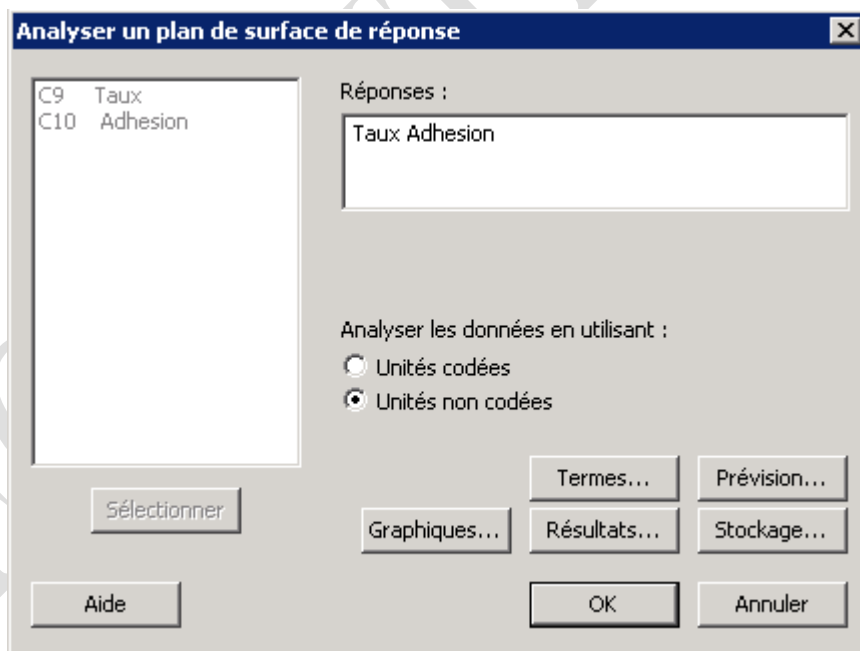 Analyser un plan de surface de réponse
C9 Taux
C10 Adhesion
Réponses :
Taux Adhesion
Analyser les données en utilisant :
Unités codées
Unités non codées
Sélectionner
Termes...
Prévision...
Graphiques...
Résultats...
Stockage...
Aide
OK
Annuler